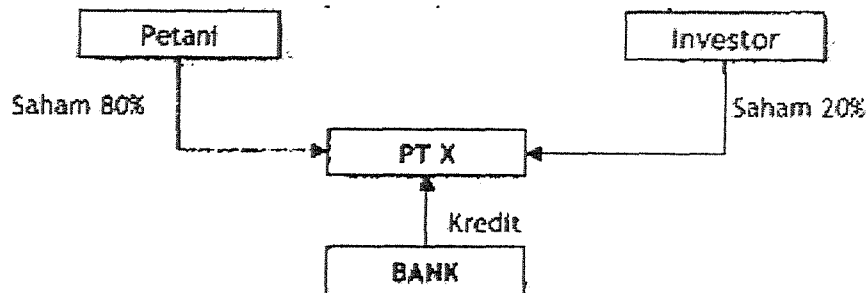 Petani
Investor
Saham 80%
Saham 20%
PT X
Kredit
BANK